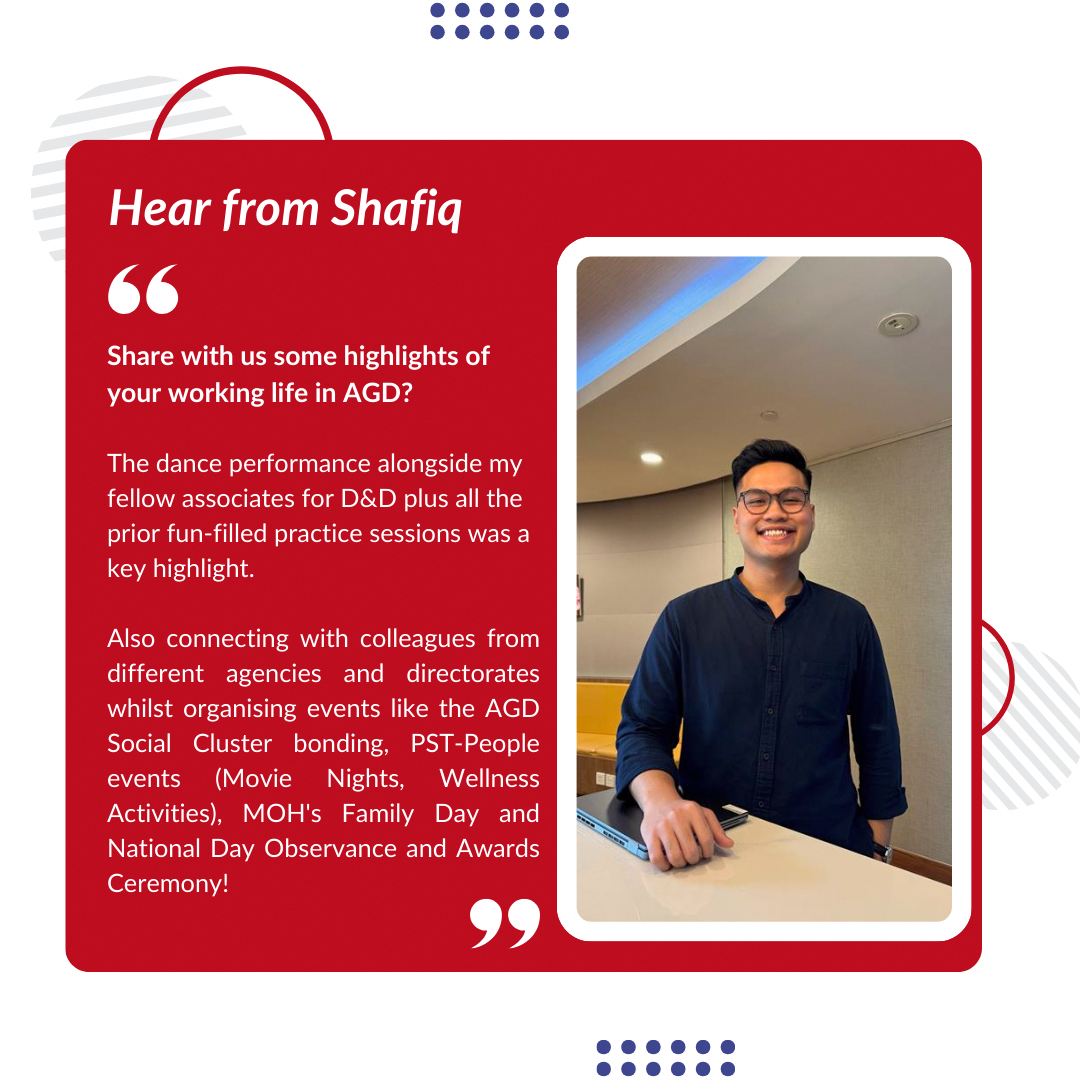 Hear from Shafiq
“
Share with us some highlights of
your working life in AGD?
The dance performance alongside my
fellow associates for D&D plus all the
prior fun-filled practice sessions was a
key highlight.
Also connecting with colleagues from
different agencies and directorates
whilst organising events like the AGD
Social Cluster bonding, PST-People
events (Movie Nights, Wellness
Activities), MOH's Family Day and
National Day Observance and Awards
Ceremony!
”